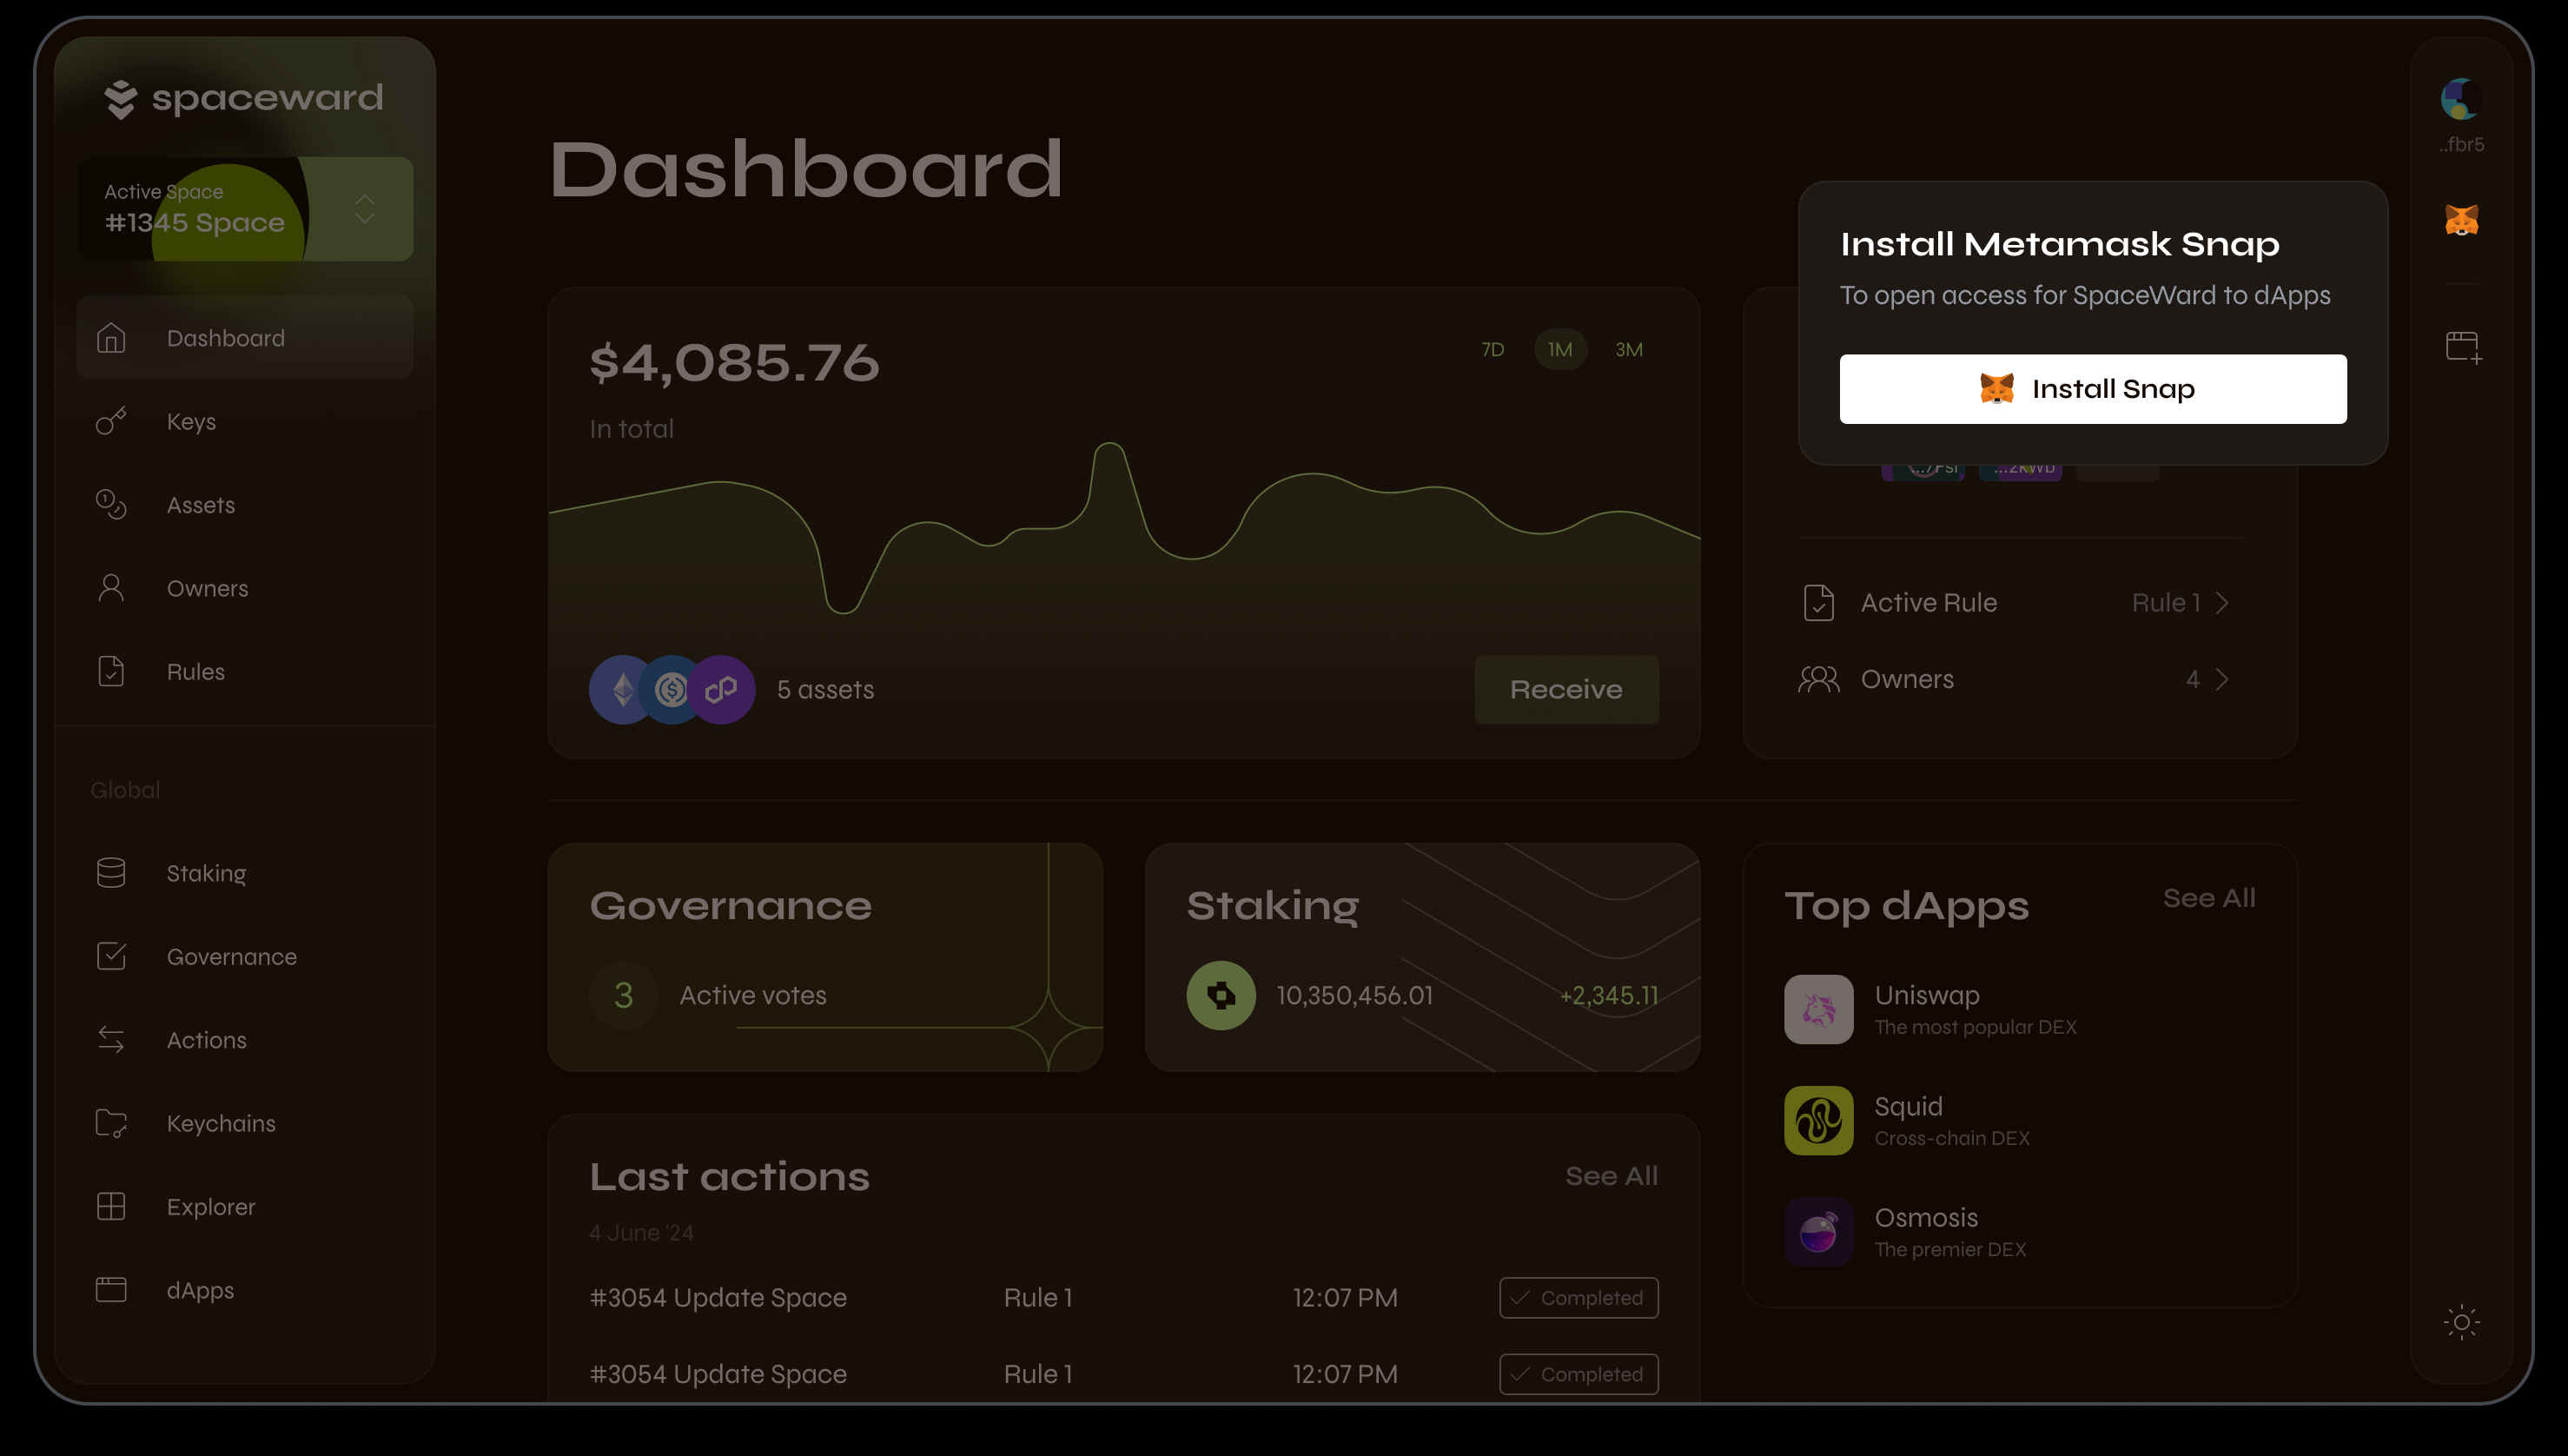 spaceward
Active Space
#1345 Space
Dashboard
Keys
Assets
Owners
Rules
Global
Staking
Governance
Actions
Keychains
Explorer
dApps
Dashboard
$4,085.76
7D 1M 3M
In total
5 assets
Receive
Install Metamask Snap
To open access for SpaceWard to dApps
Install Snap
Active Rule Rule 1
Owners 4
Governance
3 Active votes
Staking
10,350,456.01 +2,345.11
Top dApps See All
Uniswap
The most popular DEX
Squid
Cross-chain DEX
Osmosis
The premier DEX
Last actions See All
4 June '24
#3054 Update Space Rule 1 12:07 PM Completed
#3054 Update Space Rule 1 12:07 PM Completed
..fbr5